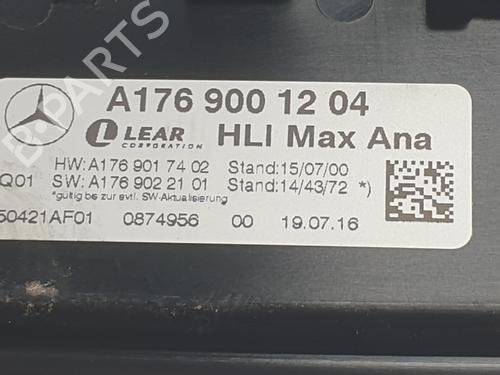 A176 900 12 04
LEAR CORPORATION HLI Max Ana
HW: A176 901 74 02 Stand: 15/07/00
Q01 SW: A176 902 21 01 Stand: 14/43/72 *)
*gültig bis zur evtl. SW-Aktualisierung
50421AF01 0874956 00 19.07.16
B-PARTS